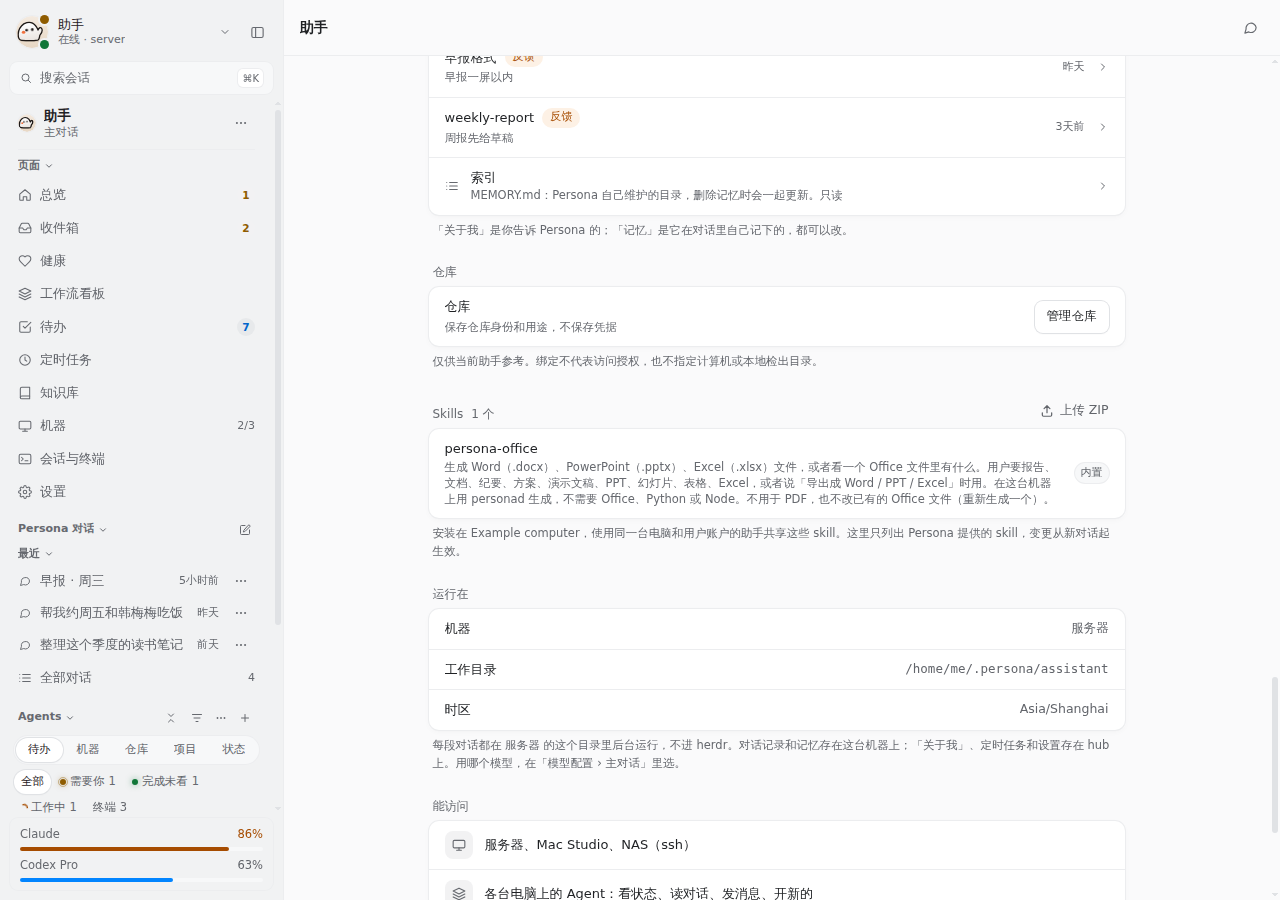 助手
在线 · server
搜索会话
⌘K
助手
主对话
页面
总览 1
收件箱 2
健康
工作流看板
待办 7
定时任务
知识库
机器 2/3
会话与终端
设置
Persona 对话
最近
早报 · 周三 5小时前
帮我约周五和韩梅梅吃饭 昨天
整理这个季度的读书笔记 前天
全部对话 4
Agents
待办 机器 仓库 项目 状态
全部 需要你 1 完成未看 1
工作中 1 终端 3
Claude 86%
Codex Pro 63%
助手
早报格式 反馈
早报一屏以内
昨天
weekly-report 反馈
周报先给草稿
3天前
索引
MEMORY.md：Persona 自己维护的目录，删除记忆时会一起更新。只读
「关于我」是你告诉 Persona 的；「记忆」是它在对话里自己记下的，都可以改。
仓库
仓库
保存仓库身份和用途，不保存凭据
管理仓库
仅供当前助手参考。绑定不代表访问授权，也不指定计算机或本地检出目录。
Skills 1 个
上传 ZIP
persona-office
生成 Word（.docx）、PowerPoint（.pptx）、Excel（.xlsx）文件，或者看一个 Office 文件里有什么。用户要报告、
文档、纪要、方案、演示文稿、PPT、幻灯片、表格、Excel，或者说「导出成 Word / PPT / Excel」时用。在这台机器
上用 personad 生成，不需要 Office、Python 或 Node。不用于 PDF，也不改已有的 Office 文件（重新生成一个）。
内置
安装在 Example computer，使用同一台电脑和用户账户的助手共享这些 skill。这里只列出 Persona 提供的 skill，变更从新对话起
生效。
运行在
机器 服务器
工作目录 /home/me/.persona/assistant
时区 Asia/Shanghai
每段对话都在 服务器 的这个目录里后台运行，不进 herdr。对话记录和记忆存在这台机器上；「关于我」、定时任务和设置存在 hub
上。用哪个模型，在「模型配置 › 主对话」里选。
能访问
服务器、Mac Studio、NAS（ssh）
各台电脑上的 Agent：看状态、读对话、发消息、开新的